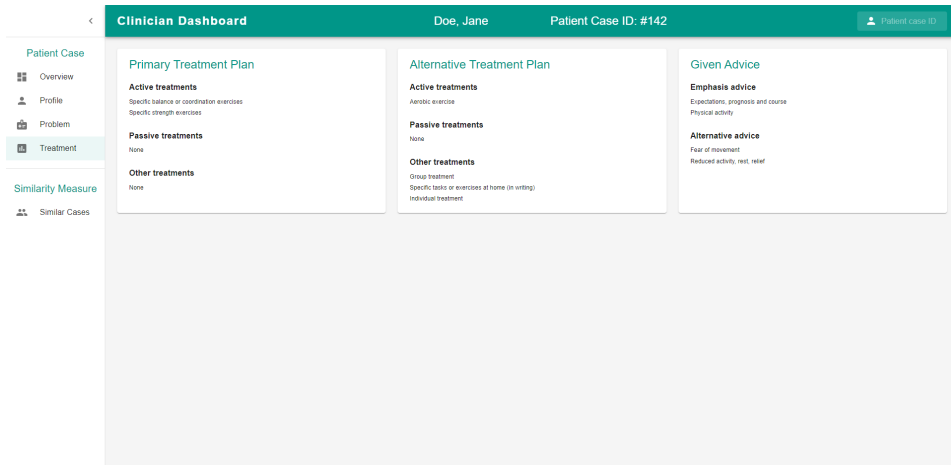 Clinician Dashboard
Doe, Jane
Patient Case ID: #142
Patient case ID
Patient Case
Overview
Profile
Problem
Treatment
Similarity Measure
Similar Cases
Primary Treatment Plan
Active treatments
Specific balance or coordination exercises
Specific strength exercises
Passive treatments
None
Other treatments
None
Alternative Treatment Plan
Active treatments
Aerobic exercise
Passive treatments
None
Other treatments
Group treatment
Specific tasks or exercises at home (in writing)
Individual treatment
Given Advice
Emphasis advice
Expectations, prognosis and course
Physical activity
Alternative advice
Fear of movement
Reduced activity, rest, relief